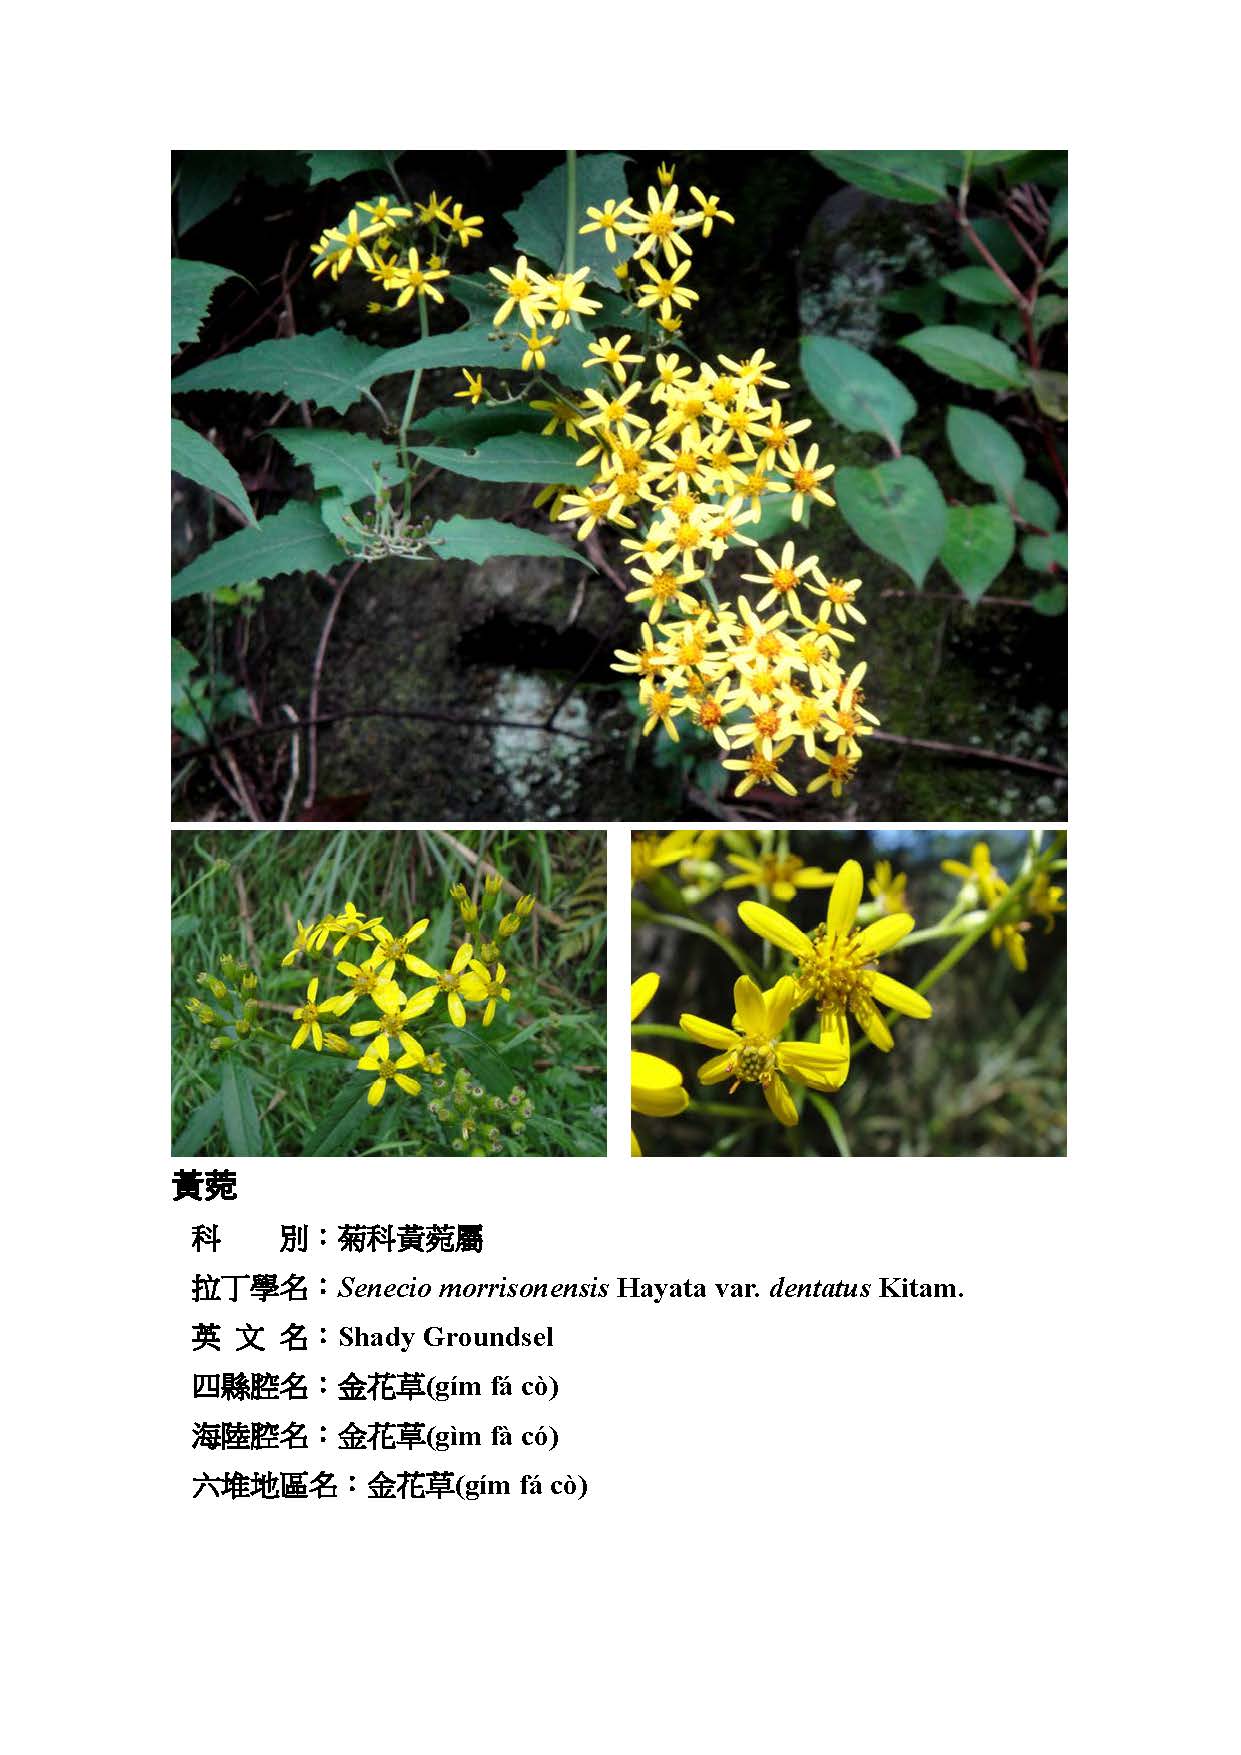 黃菀
科　　別：菊科黃菀屬
拉丁學名：Senecio morrisonensis Hayata var. dentatus Kitam.
英 文 名：Shady Groundsel
四縣腔名：金花草(gím fá cò)
海陸腔名：金花草(gìm fà có)
六堆地區名：金花草(gím fá cò)